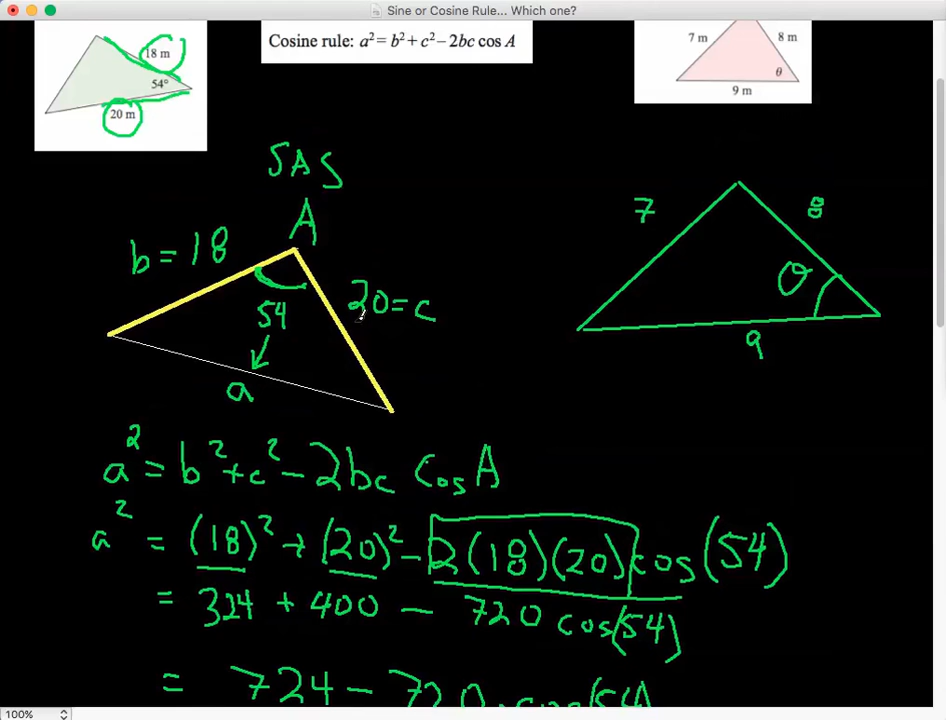 Sine or Cosine Rule... Which one?
18 m
54°
20 m
Cosine rule: a² = b² + c² – 2bc cos A
7 m
8 m
θ
9 m
SAS
A
b = 18
54
20 = c
a
7
8
θ
9
a² = b² + c² - 2bc cos A
a² = (18)² + (20)² - 2(18)(20) cos(54)
= 324 + 400 - 720 cos(54)
= 724 - 720 cos(54)
100%